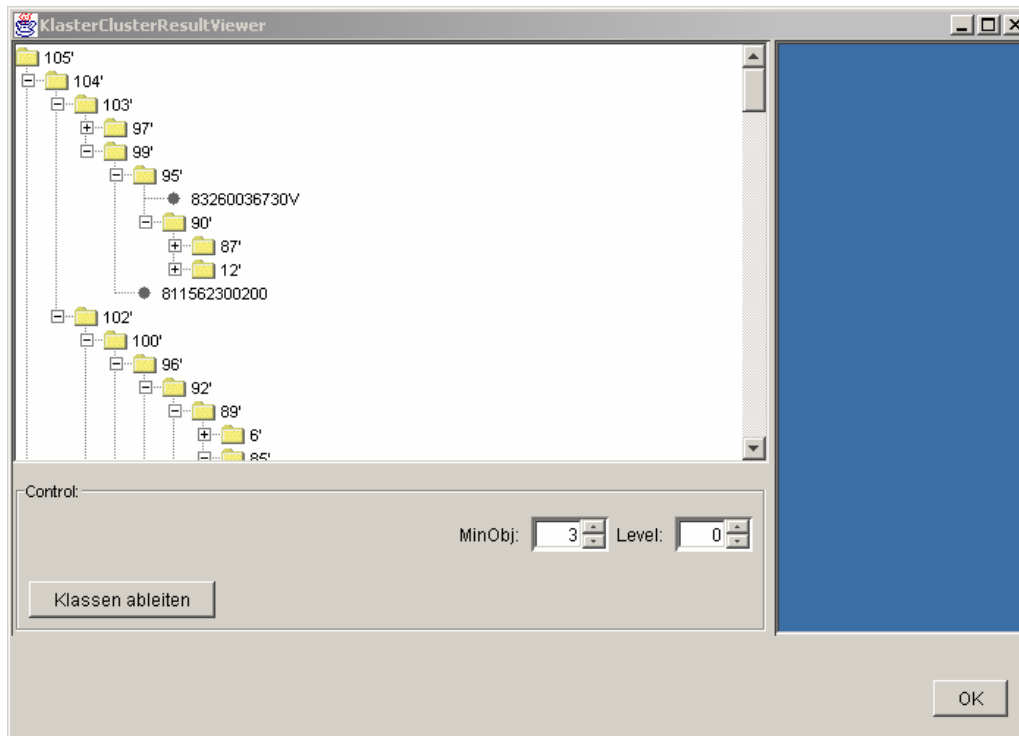 KlasterClusterResultViewer
105'
104'
103'
97'
99'
95'
83260036730V
90'
87'
12'
811562300200
102'
100'
96'
92'
89'
6'
85'
Control:
MinObj: 3 Level: 0
Klassen ableiten
OK